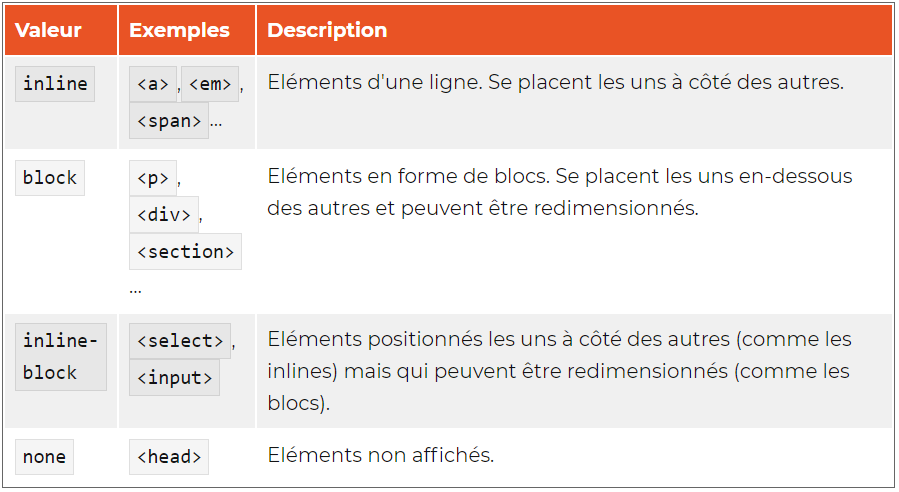 Valeur Exemples Description
inline <a>, <em>, Eléments d'une ligne. Se placent les uns à côté des autres.
<span>...
block <p>, Eléments en forme de blocs. Se placent les uns en-dessous
<div>, des autres et peuvent être redimensionnés.
<section>
...
inline- <select>, Eléments positionnés les uns à côté des autres (comme les
block <input> inlines) mais qui peuvent être redimensionnés (comme les
blocs).
none <head> Eléments non affichés.